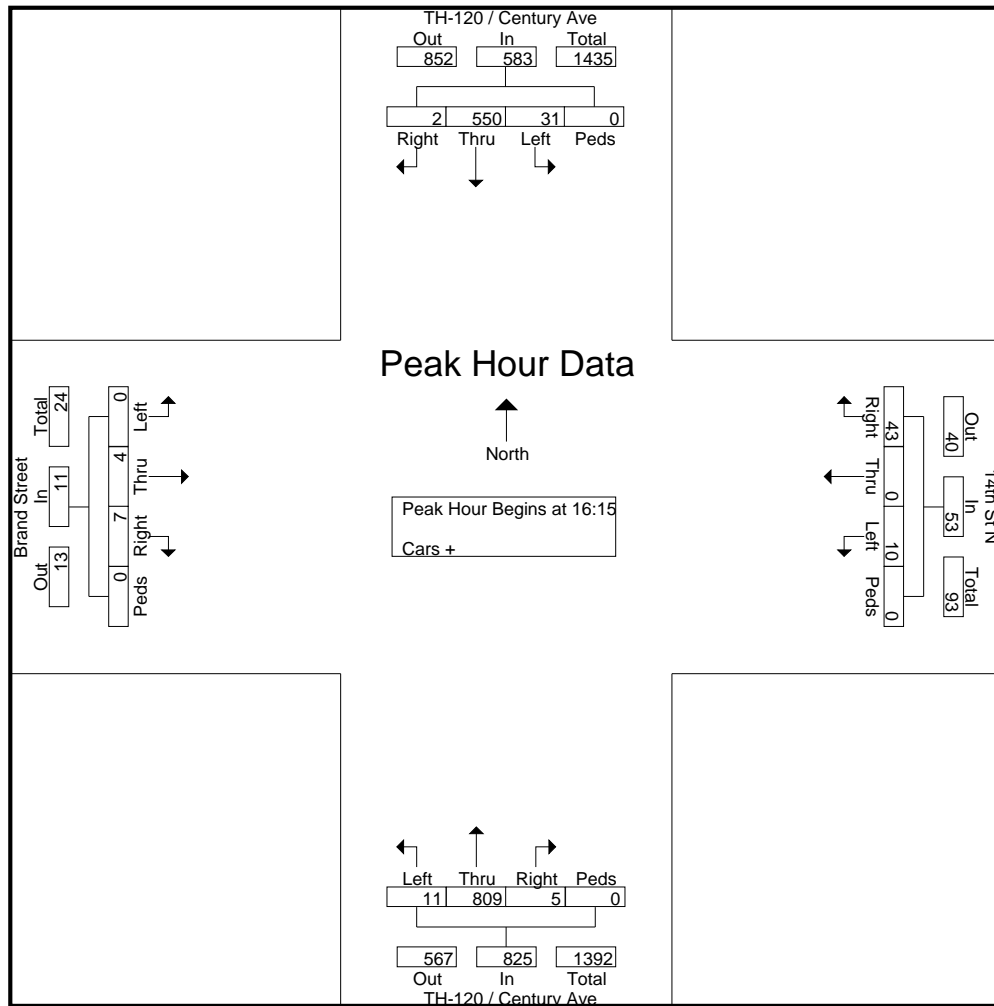 TH-120 / Century Ave
Out In Total
852 583 1435
2 550 31 0
Right Thru Left Peds
Peak Hour Data
North
Peak Hour Begins at 16:15
Cars +
Brand Street
Total In Out
24 11 13
0 4 7 0
Left Thru Right Peds
14th St N
Out In Total
40 53 93
43 0 10 0
Right Thru Left Peds
Left Thru Right Peds
11 809 5 0
567 825 1392
Out In Total
TH-120 / Century Ave